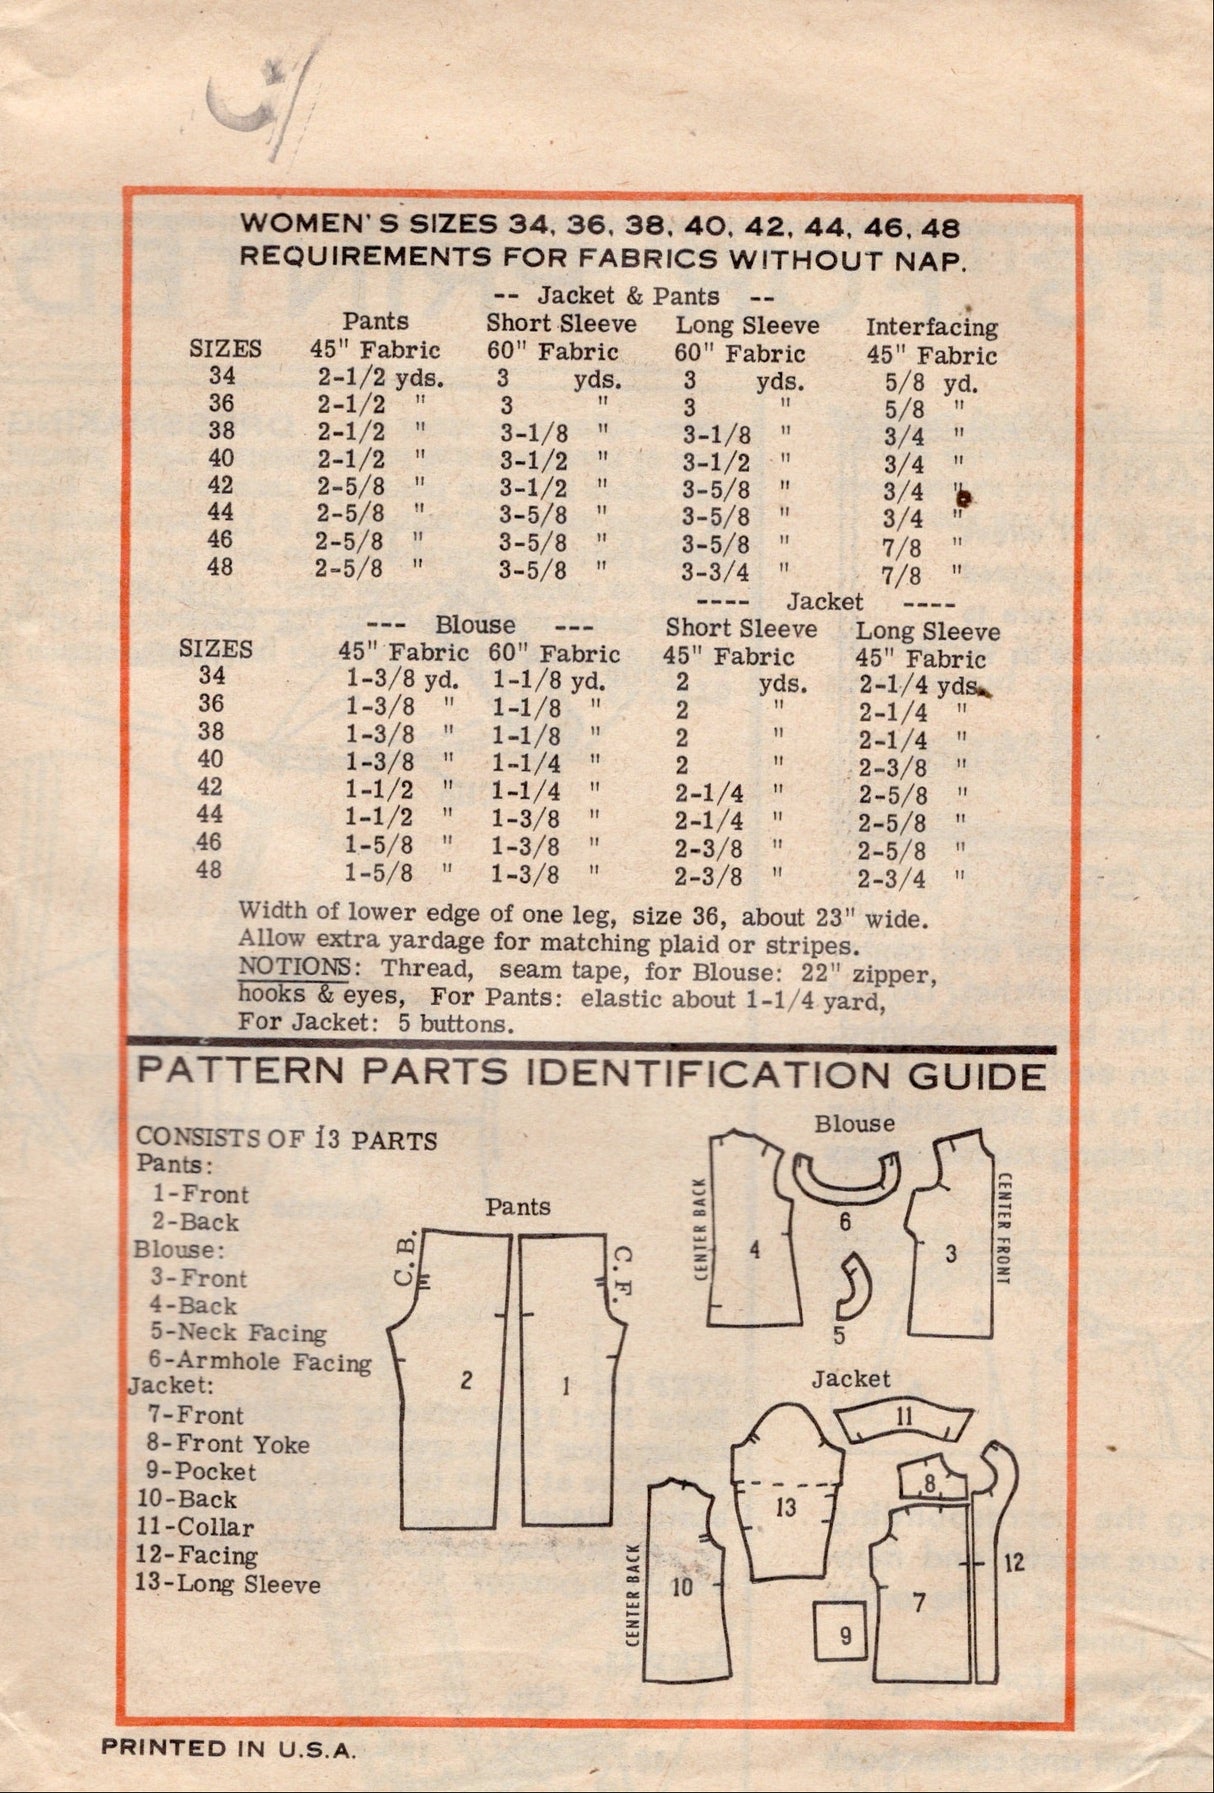 WOMEN'S SIZES 34, 36, 38, 40, 42, 44, 46, 48
REQUIREMENTS FOR FABRICS WITHOUT NAP.
-- Jacket & Pants --
Pants Short Sleeve Long Sleeve Interfacing
SIZES 45" Fabric 60" Fabric 60" Fabric 45" Fabric
34 2-1/2 yds. 3 yds. 3 yds. 5/8 yd.
36 2-1/2 " 3 " 3 " 5/8 "
38 2-1/2 " 3-1/8 " 3-1/8 " 3/4 "
40 2-1/2 " 3-1/2 " 3-1/2 " 3/4 "
42 2-5/8 " 3-1/2 " 3-5/8 " 3/4 "
44 2-5/8 " 3-5/8 " 3-5/8 " 3/4 "
46 2-5/8 " 3-5/8 " 3-5/8 " 7/8 "
48 2-5/8 " 3-5/8 " 3-3/4 " 7/8 "
---- Jacket ----
--- Blouse --- Short Sleeve Long Sleeve
SIZES 45" Fabric 60" Fabric 45" Fabric 45" Fabric
34 1-3/8 yd. 1-1/8 yd. 2 yds. 2-1/4 yds.
36 1-3/8 " 1-1/8 " 2 " 2-1/4 "
38 1-3/8 " 1-1/8 " 2 " 2-1/4 "
40 1-3/8 " 1-1/4 " 2 " 2-3/8 "
42 1-1/2 " 1-1/4 " 2-1/4 " 2-5/8 "
44 1-1/2 " 1-3/8 " 2-1/4 " 2-5/8 "
46 1-5/8 " 1-3/8 " 2-3/8 " 2-5/8 "
48 1-5/8 " 1-3/8 " 2-3/8 " 2-3/4 "
Width of lower edge of one leg, size 36, about 23" wide.
Allow extra yardage for matching plaid or stripes.
NOTIONS: Thread, seam tape, for Blouse: 22" zipper,
hooks & eyes, For Pants: elastic about 1-1/4 yard,
For Jacket: 5 buttons.
PATTERN PARTS IDENTIFICATION GUIDE
CONSISTS OF 13 PARTS
Pants:
1-Front
2-Back
Blouse:
3-Front
4-Back
5-Neck Facing
6-Armhole Facing
Jacket:
7-Front
8-Front Yoke
9-Pocket
10-Back
11-Collar
12-Facing
13-Long Sleeve
Pants
C.B.
2
1
C.F.
Blouse
CENTER BACK
4
6
5
3
CENTER FRONT
Jacket
11
13
8
12
CENTER BACK
10
9
7
PRINTED IN U.S.A.